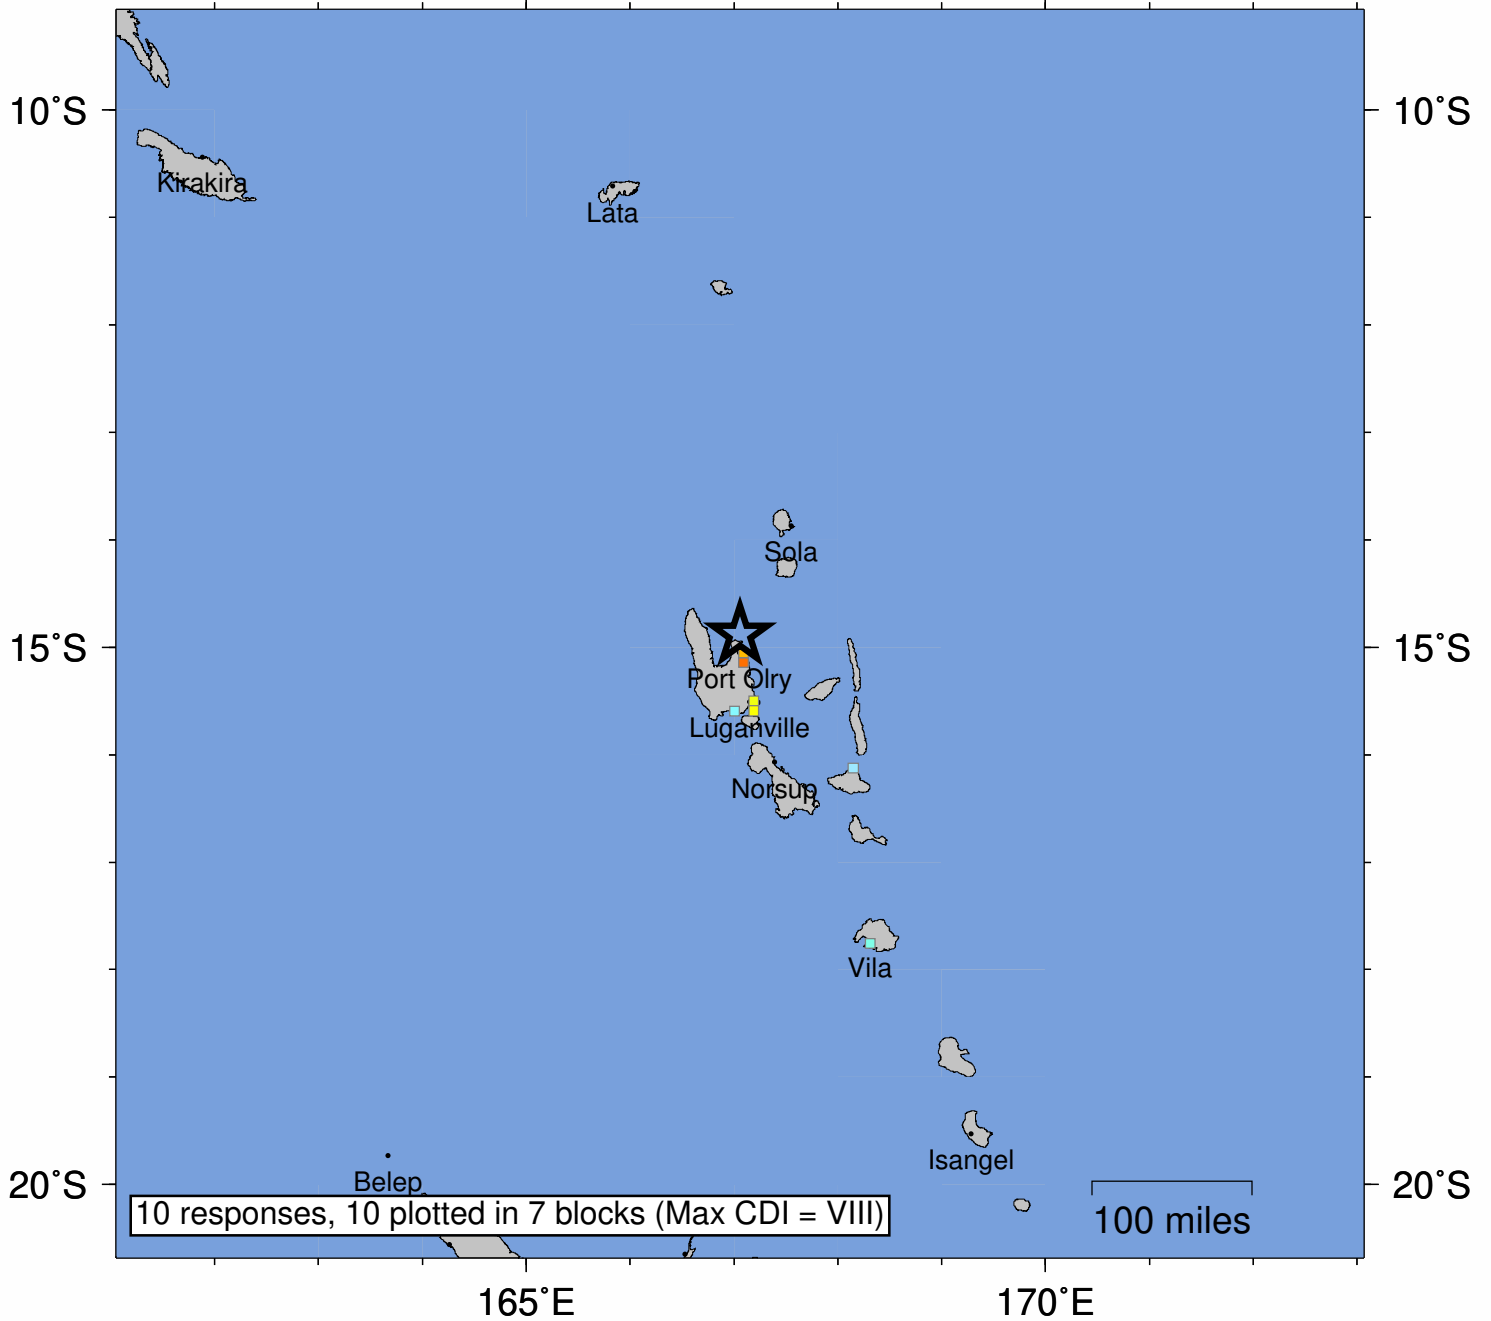 10˚S 10˚S
Kirakira
Lata
Sola
15˚S 15˚S
Port Olry
Luganville
Norsup
Vila
Isangel
Belep
20˚S 20˚S
10 responses, 10 plotted in 7 blocks (Max CDI = VIII)
100 miles
165˚E 170˚E